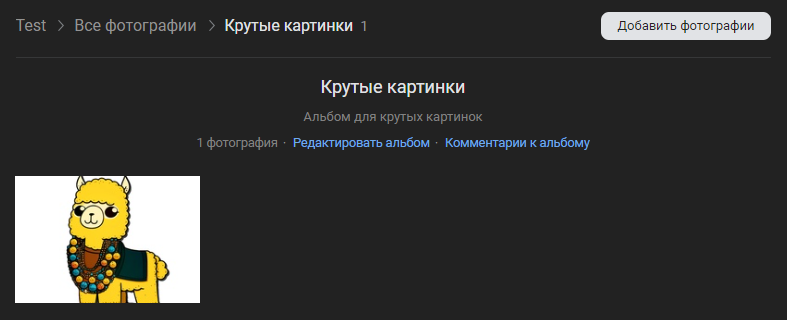 Test > Все фотографии > Крутые картинки 1
Добавить фотографии
Крутые картинки
Альбом для крутых картинок
1 фотография · Редактировать альбом · Комментарии к альбому